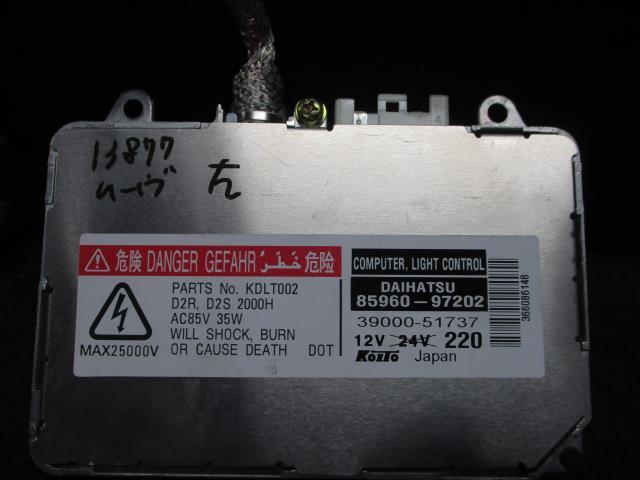 13877
ムーヴ 右
危険 DANGER GEFAHR خَطَرْ 危险
MAX25000V
PARTS No. KDLT002
D2R, D2S 2000H
AC85V 35W
WILL SHOCK, BURN
OR CAUSE DEATH DOT
COMPUTER, LIGHT CONTROL
DAIHATSU
85960-97202
39000-51737
12V 24V 220
KOITO Japan
366086148
4